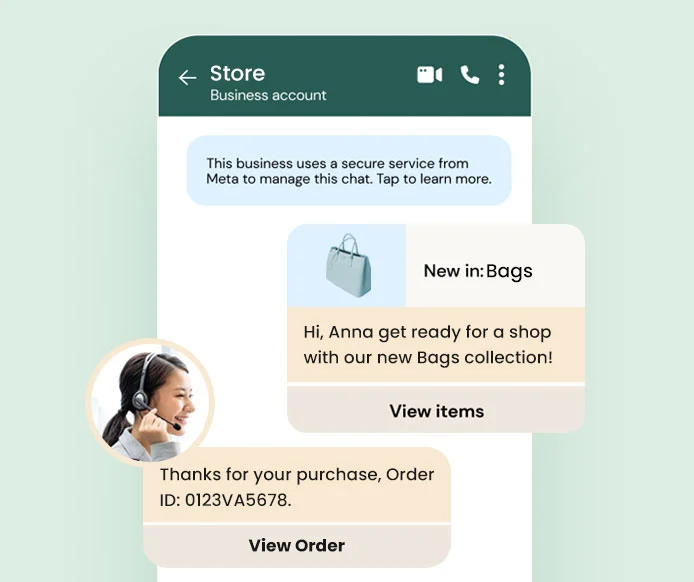 Store
Business account
This business uses a secure service from
Meta to manage this chat. Tap to learn more.
New in: Bags
Hi, Anna get ready for a shop
with our new Bags collection!
View items
Thanks for your purchase, Order
ID: 0123VA5678.
View Order